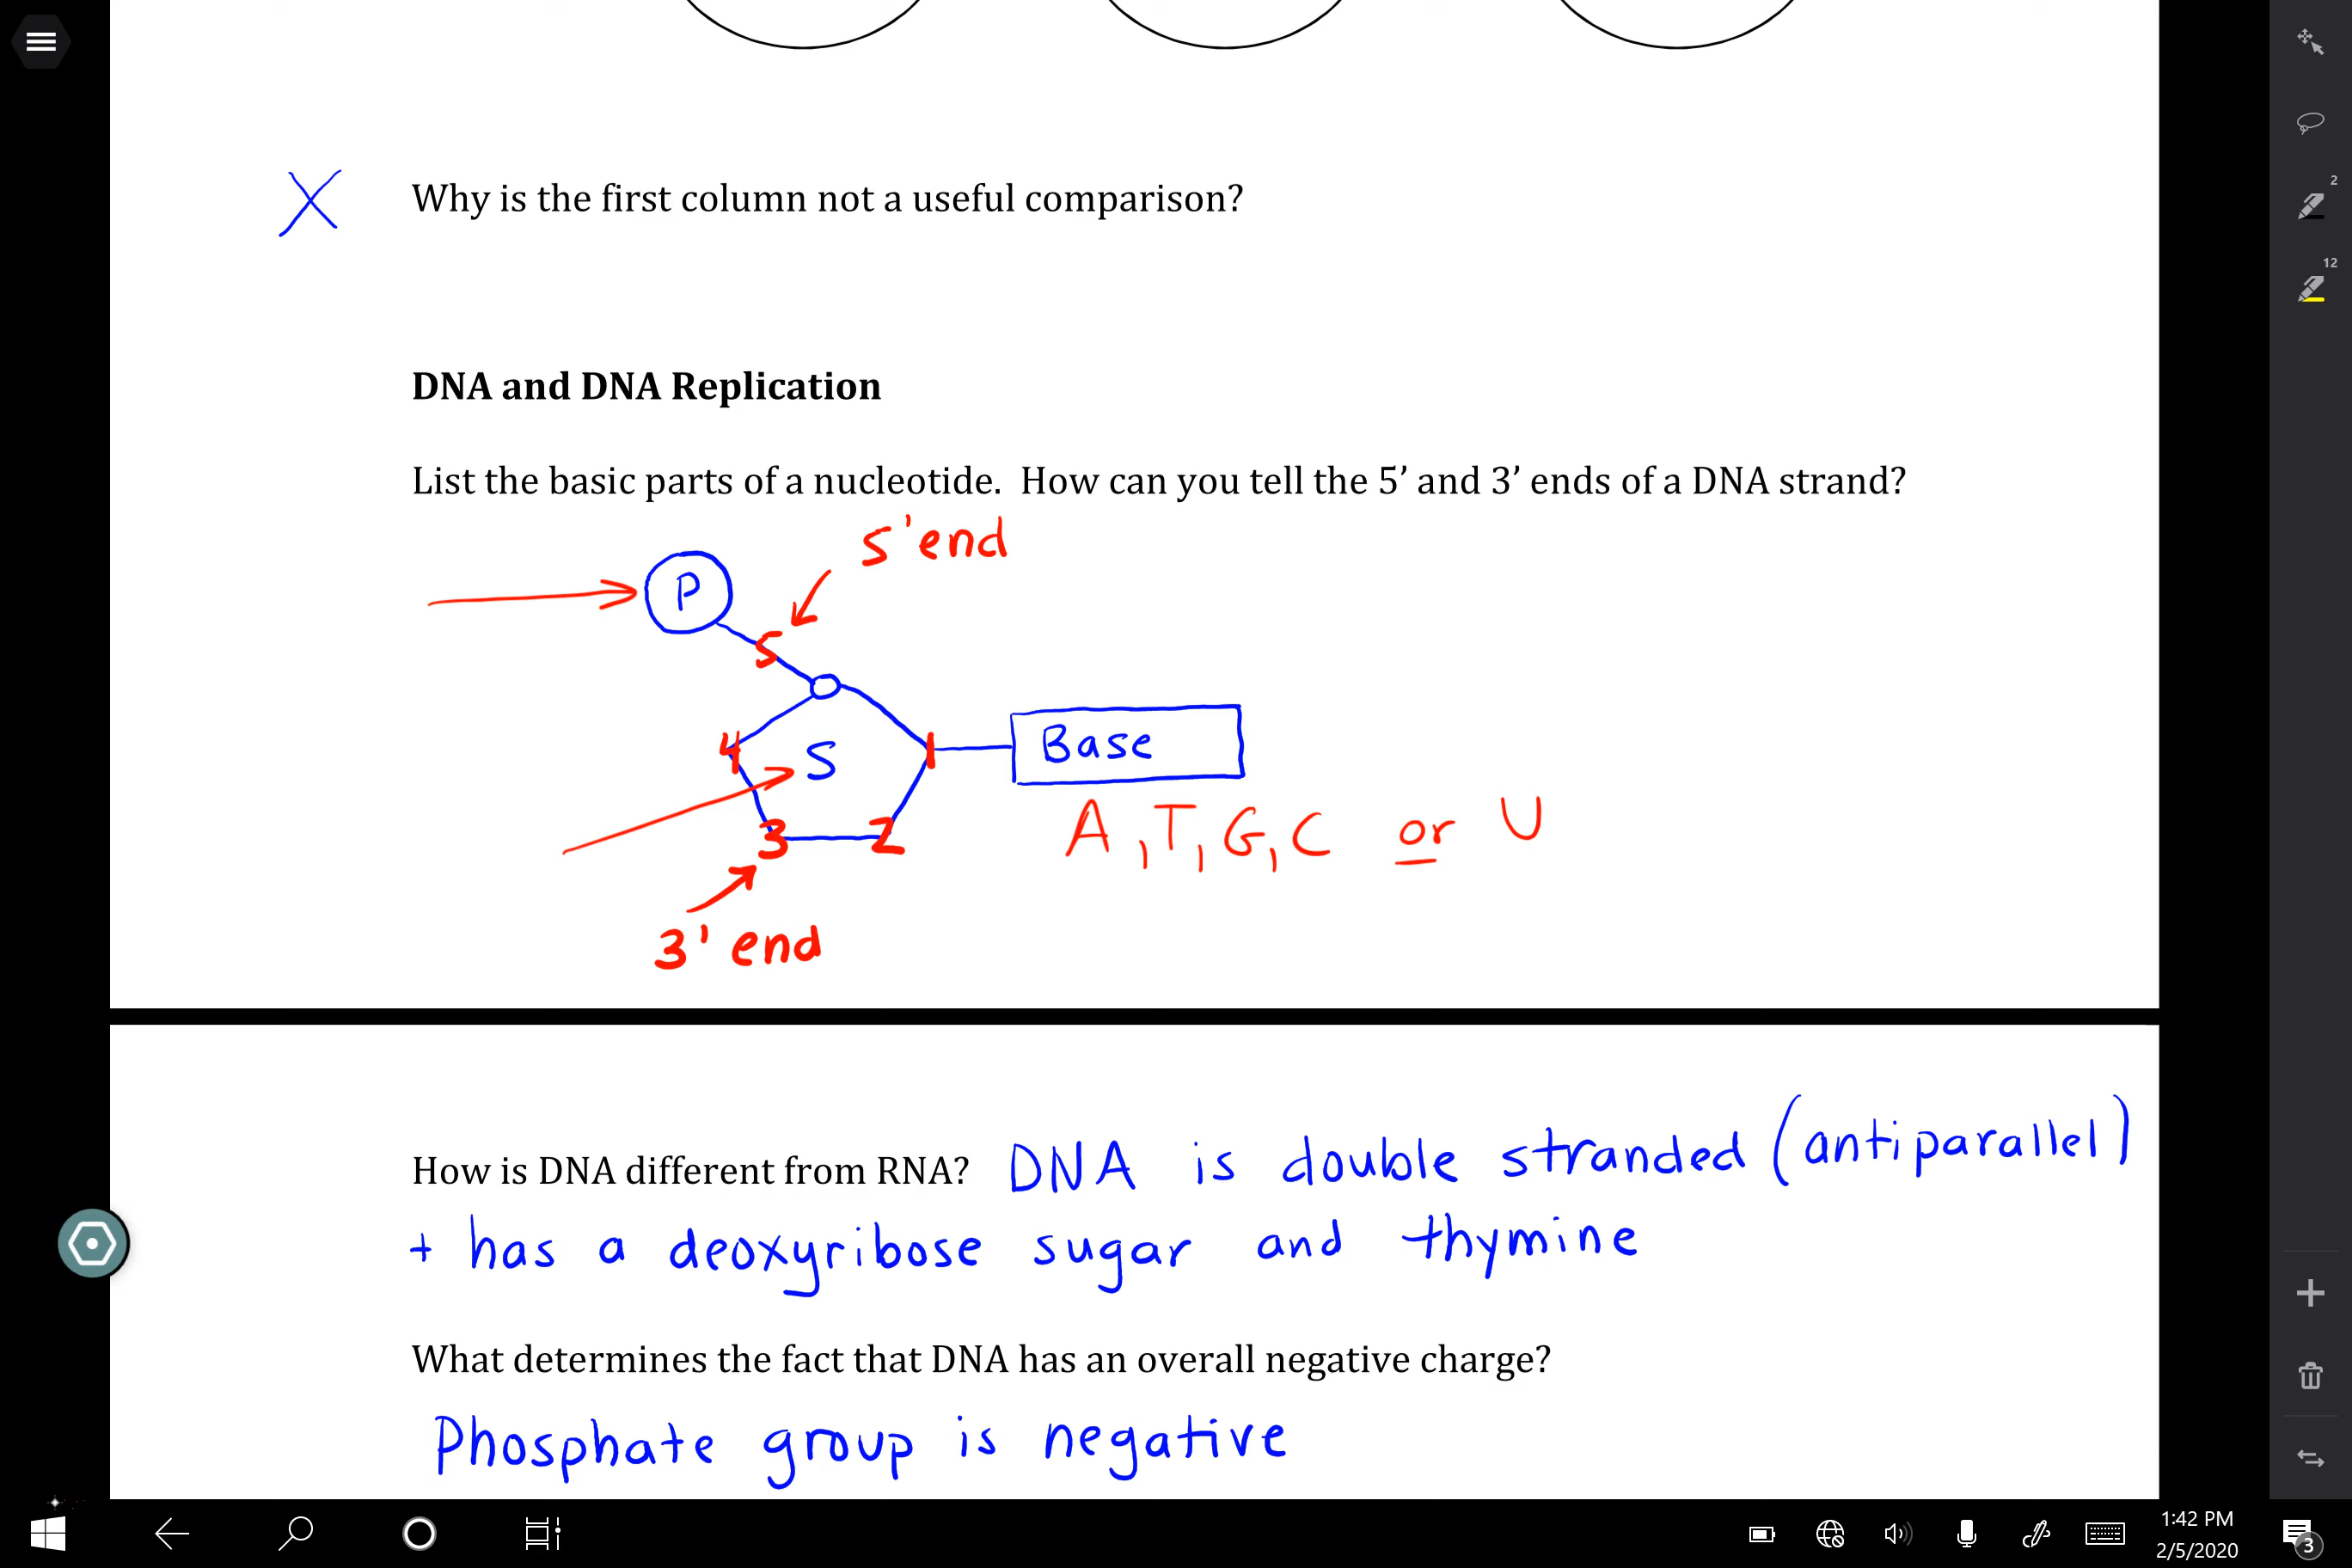 2
12
Why is the first column not a useful comparison?
DNA and DNA Replication
List the basic parts of a nucleotide.  How can you tell the 5’ and 3’ ends of a DNA strand?
5' end
P
5
4
S
1
Base
3
2
A, T, G, C or U
3' end
How is DNA different from RNA? DNA is double stranded (antiparallel)
+ has a deoxyribose sugar and thymine
What determines the fact that DNA has an overall negative charge?
Phosphate group is negative
1:42 PM
2/5/2020
3